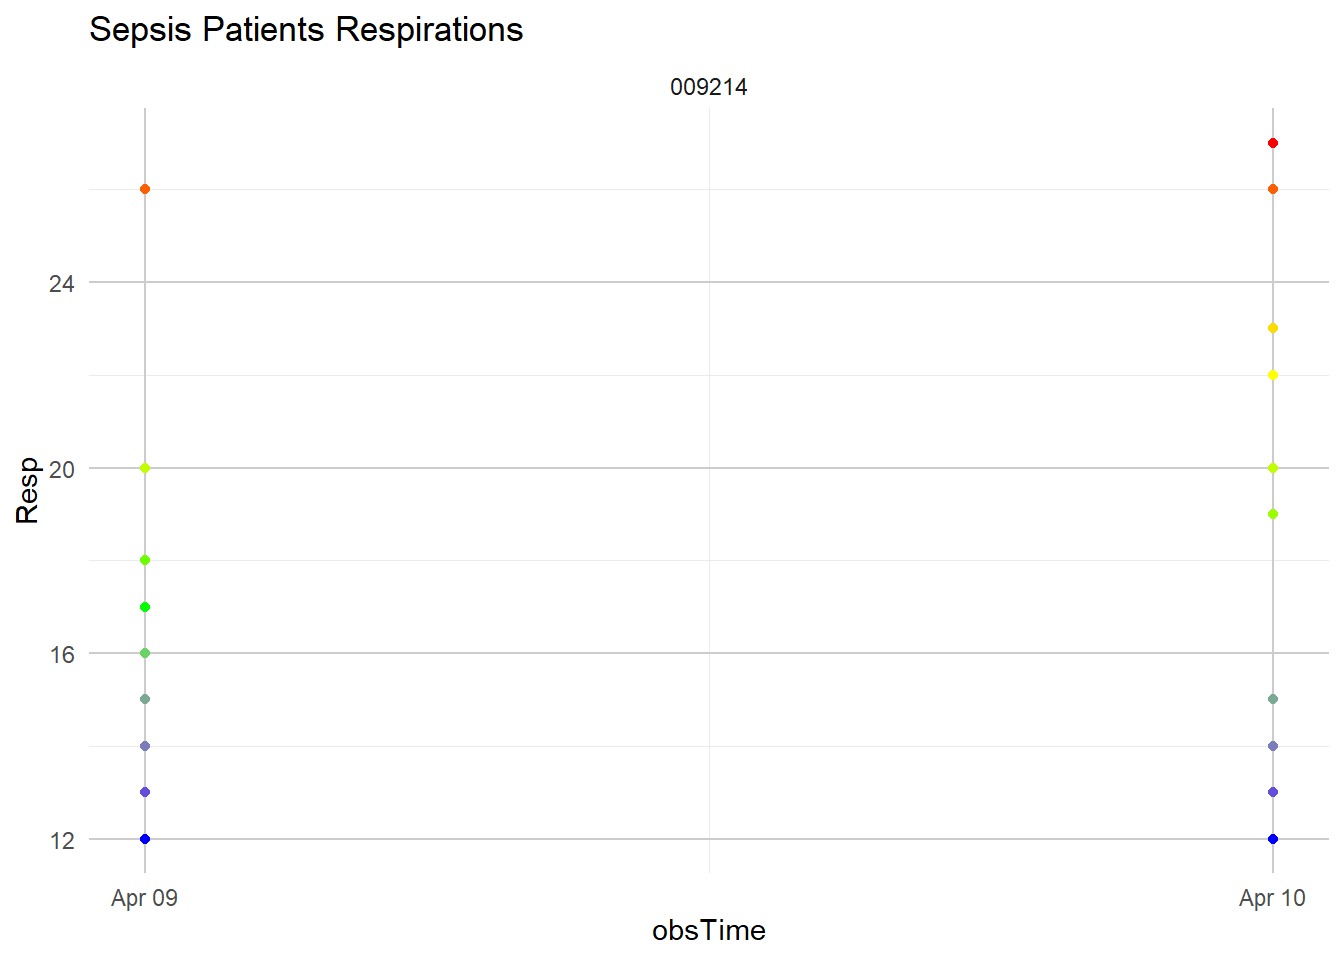 Sepsis Patients Respirations
009214
24
20
16
12
Resp
Apr 09
Apr 10
obsTime